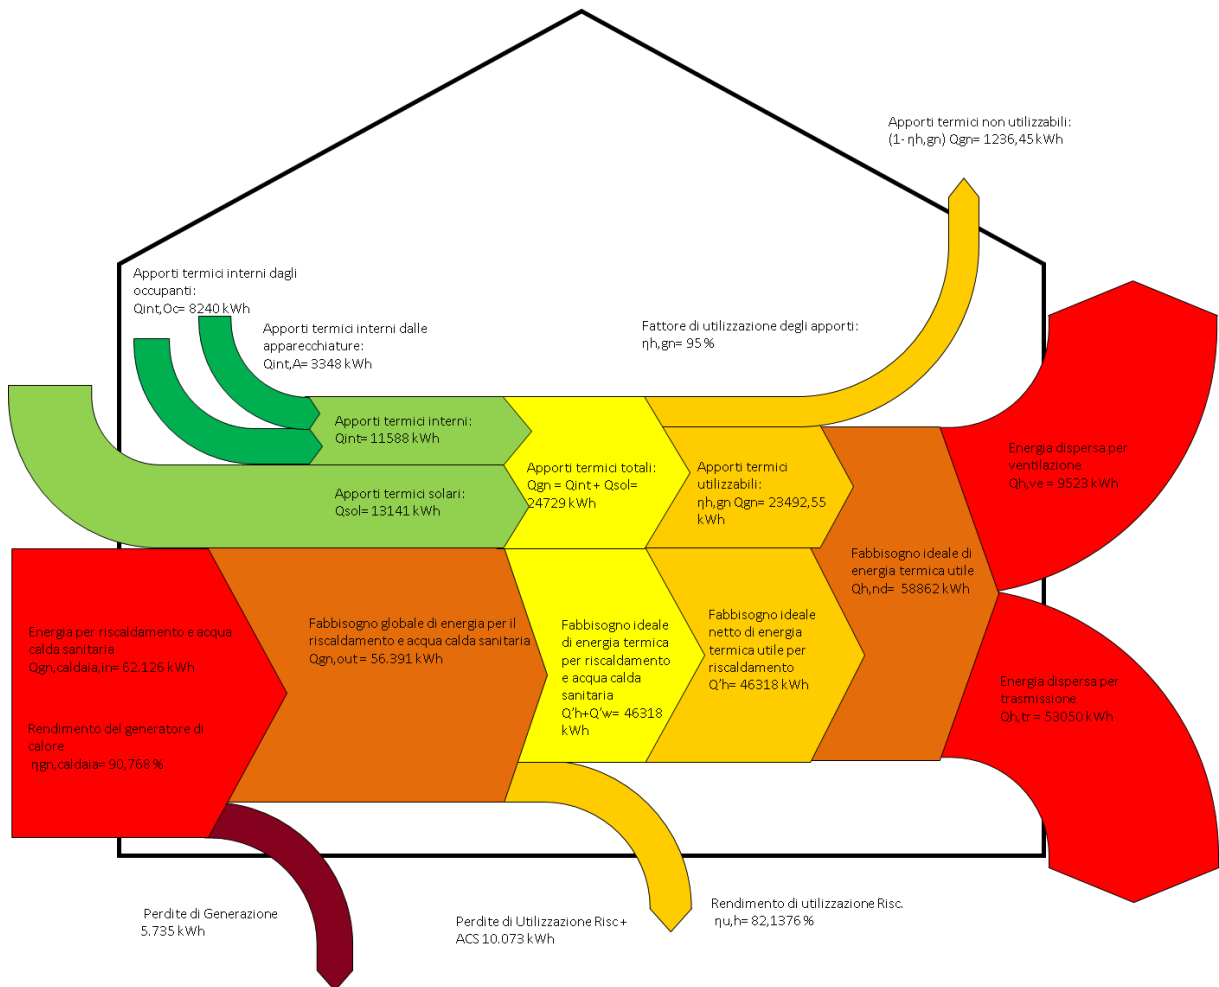 Apporti termici non utilizzabili:
(1- ηh,gn) Qgn= 1236,45 kWh
Apporti termici interni dagli
occupanti:
Qint,Oc= 8240 kWh
Apporti termici interni dalle
apparecchiature:
Qint,A= 3348 kWh
Fattore di utilizzazione degli apporti:
ηh,gn= 95 %
Apporti termici interni:
Qint= 11588 kWh
Apporti termici solari:
Qsol= 13141 kWh
Apporti termici totali:
Qgn = Qint + Qsol=
24729 kWh
Apporti termici
utilizzabili:
ηh,gn Qgn= 23492,55
kWh
Energia dispersa per
ventilazione
Qh,ve = 9523 kWh
Fabbisogno ideale di
energia termica utile
Qh,nd= 58862 kWh
Energia per riscaldamento e acqua
calda sanitaria
Qgn,caldaia,in= 62.126 kWh
Rendimento del generatore di
calore
ηgn,caldaia= 90,768 %
Fabbisogno globale di energia per il
riscaldamento e acqua calda sanitaria
Qgn,out = 56.391 kWh
Fabbisogno ideale
di energia termica
per riscaldamento
e acqua calda
sanitaria
Q'h+Q'w= 46318
kWh
Fabbisogno ideale
netto di energia
termica utile per
riscaldamento
Q'h= 46318 kWh
Energia dispersa per
trasmissione
Qh,tr = 53050 kWh
Perdite di Generazione
5.735 kWh
Perdite di Utilizzazione Risc +
ACS 10.073 kWh
Rendimento di utilizzazione Risc.
ηu,h= 82,1376 %